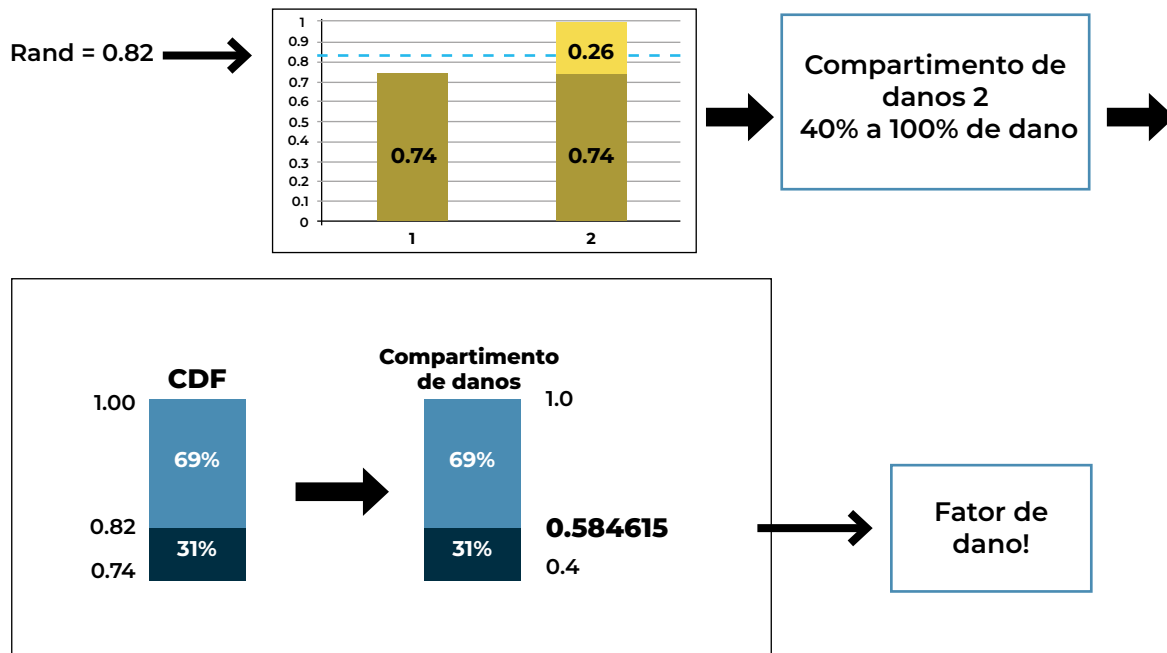 Rand = 0.82
1
0.9
0.8
0.7
0.6
0.5
0.4
0.3
0.2
0.1
0
0.74
0.26
0.74
1
2
Compartimento de
danos 2
40% a 100% de dano
CDF
1.00
69%
0.82
31%
0.74
Compartimento
de danos
1.0
69%
0.584615
31%
0.4
Fator de
dano!